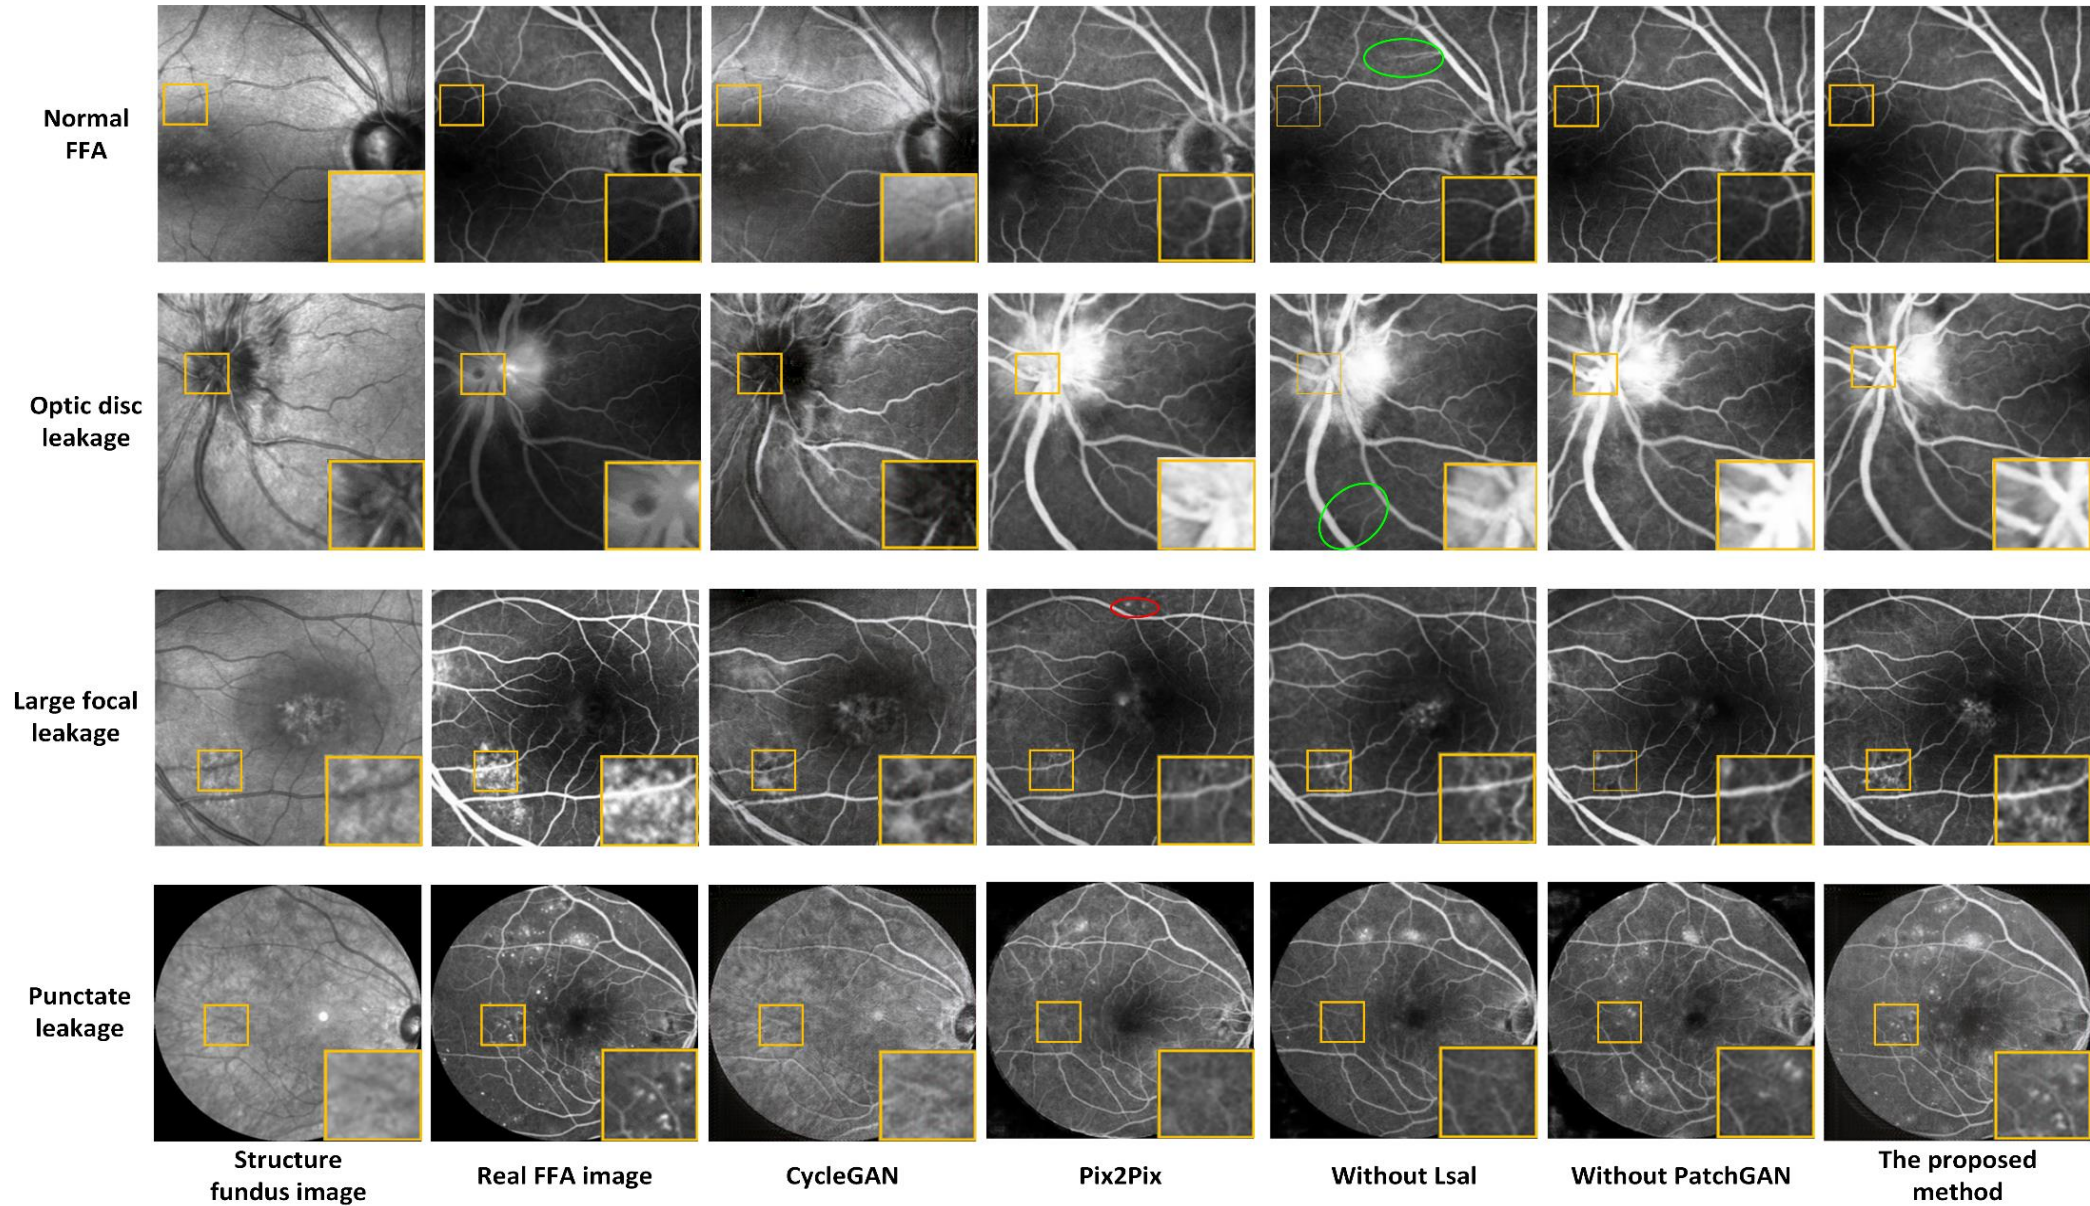 Normal
FFA
Optic disc
leakage
Large focal
leakage
Punctate
leakage
Structure
fundus image
Real FFA image
CycleGAN
Pix2Pix
Without Lsal
Without PatchGAN
The proposed
method